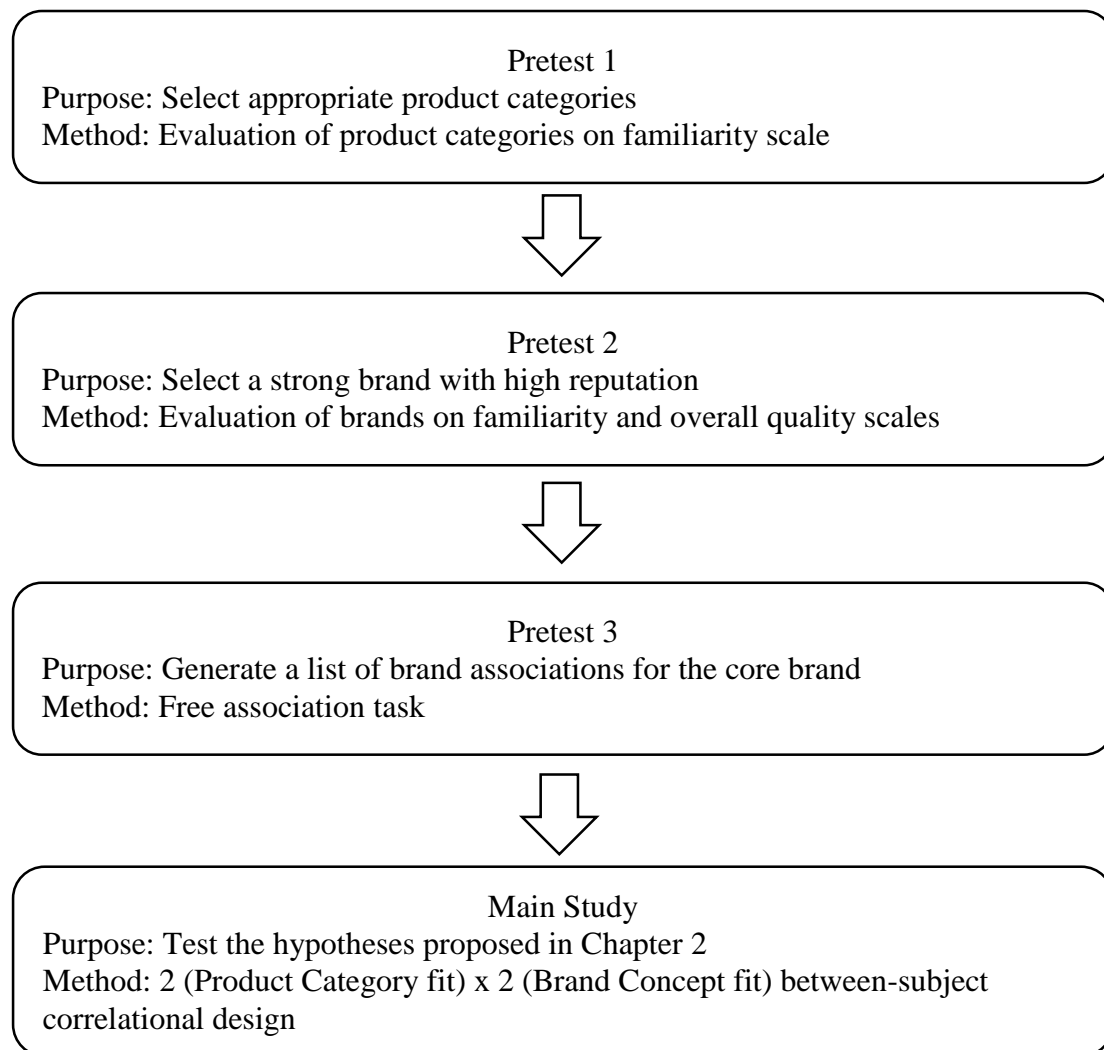 Pretest 1
Purpose: Select appropriate product categories
Method: Evaluation of product categories on familiarity scale
Pretest 2
Purpose: Select a strong brand with high reputation
Method: Evaluation of brands on familiarity and overall quality scales
Pretest 3
Purpose: Generate a list of brand associations for the core brand
Method: Free association task
Main Study
Purpose: Test the hypotheses proposed in Chapter 2
Method: 2 (Product Category fit) x 2 (Brand Concept fit) between-subject
correlational design